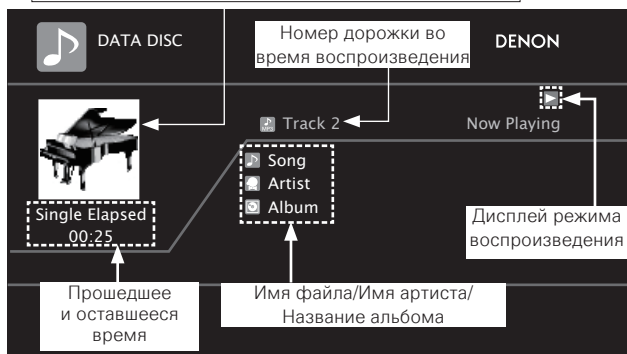 DATA DISC
Номер дорожки во
время воспроизведения
DENON
MP3
Track 2
Now Playing
Song
Artist
Album
Single Elapsed
00:25
Дисплей режима
воспроизведения
Прошедшее
и оставшееся
время
Имя файла/Имя артиста/
Название альбома